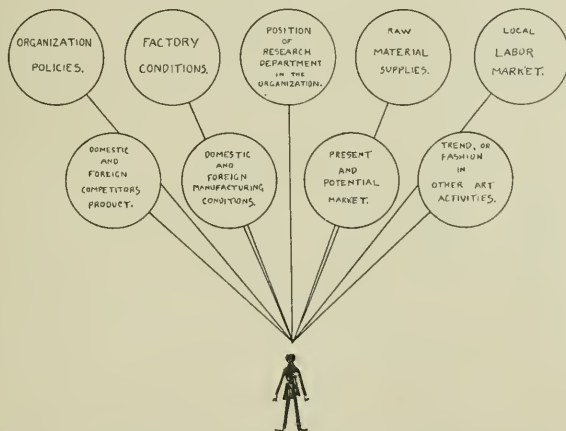 ORGANIZATION
POLICIES.
FACTORY
CONDITIONS.
POSITION
OF
RESEARCH
DEPARTMENT
IN THE
ORGANIZATION.
RAW
MATERIAL
SUPPLIES.
LOCAL
LABOR
MARKET.
DOMESTIC
AND
FOREIGN
COMPETITORS
PRODUCT.
DOMESTIC
AND
FOREIGN
MANUFACTURING
CONDITIONS.
PRESENT
AND
POTENTIAL
MARKET.
TREND, OR
FASHION
IN
OTHER ART
ACTIVITIES.